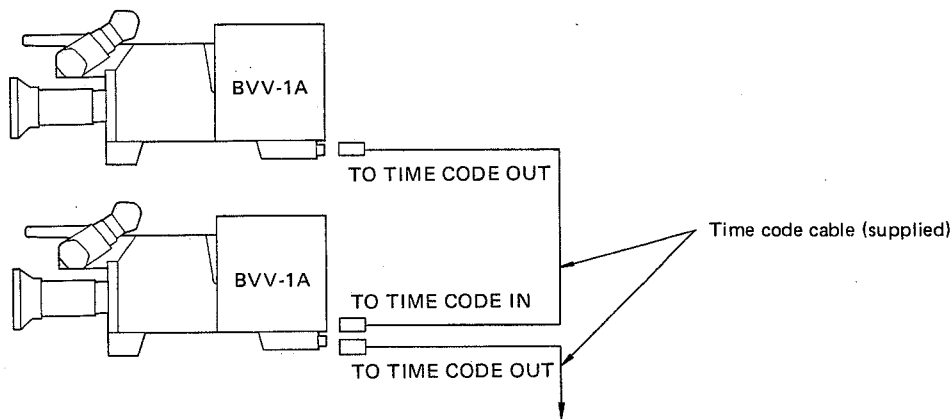 BVV-1A
TO TIME CODE OUT
Time code cable (supplied)
BVV-1A
TO TIME CODE IN
TO TIME CODE OUT